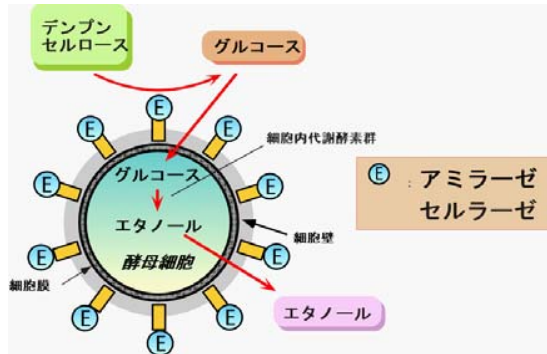 デンプン
セルロース
グルコース
E
E
E
E
E
E
E
E
E
E
細胞内代謝酵素群
グルコース
エタノール
酵母細胞
細胞壁
細胞膜
エタノール
E : アミラーゼ
セルラーゼ